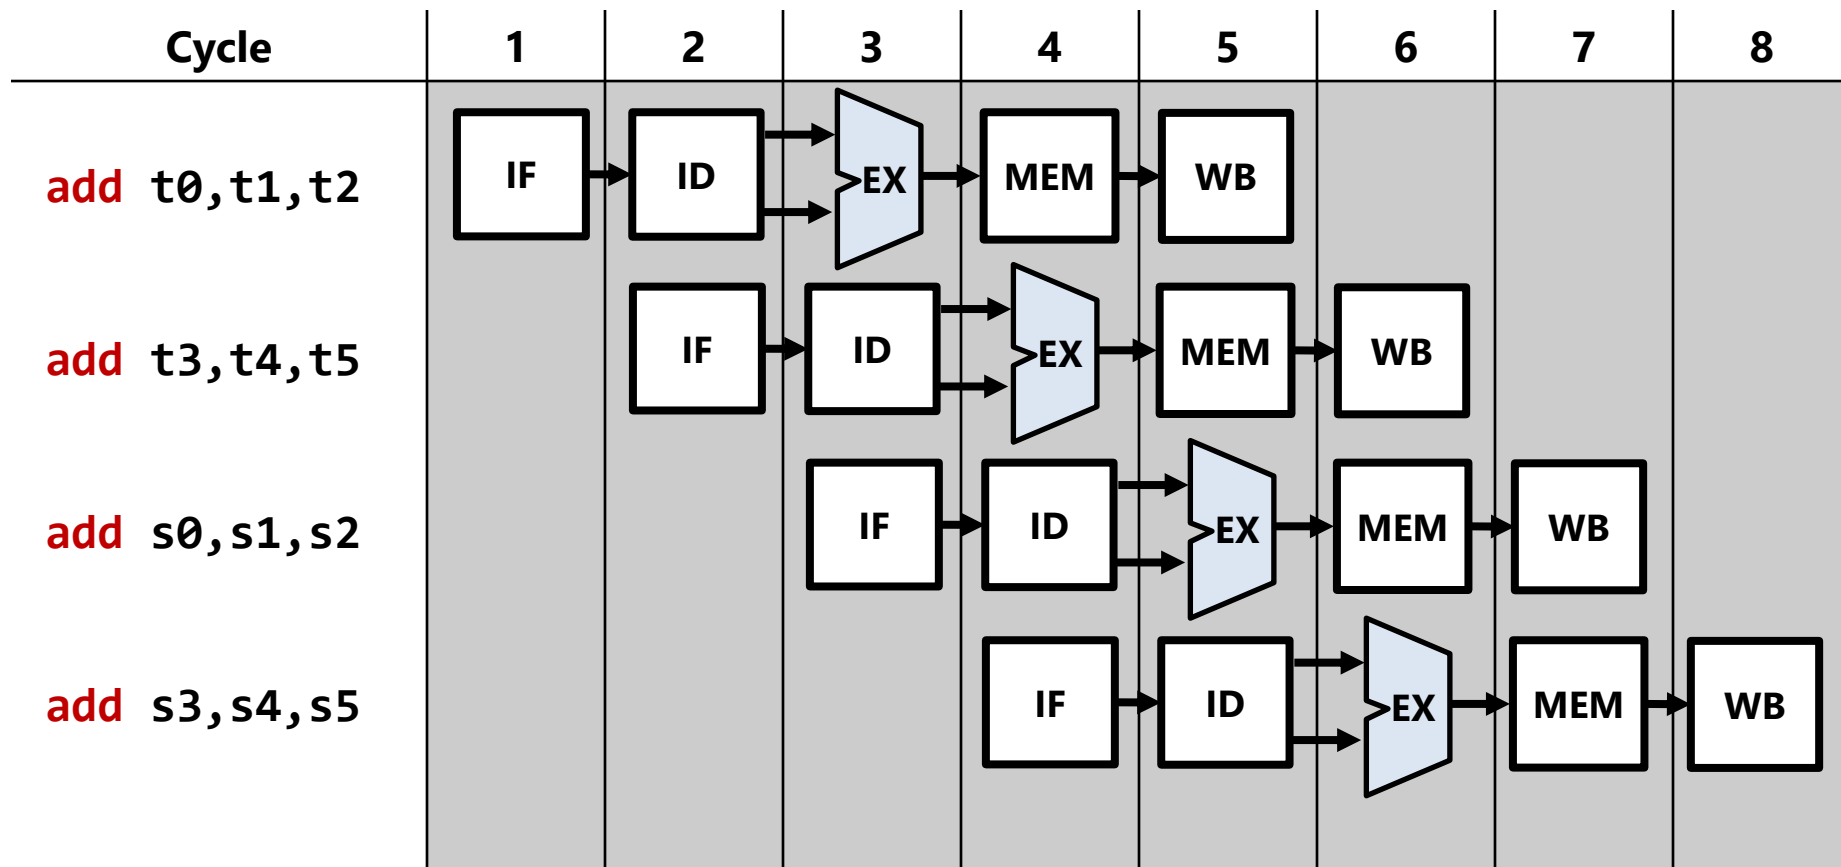 Cycle 1 2 3 4 5 6 7 8
add t0,t1,t2 IF ID EX MEM WB
add t3,t4,t5 IF ID EX MEM WB
add s0,s1,s2 IF ID EX MEM WB
add s3,s4,s5 IF ID EX MEM WB